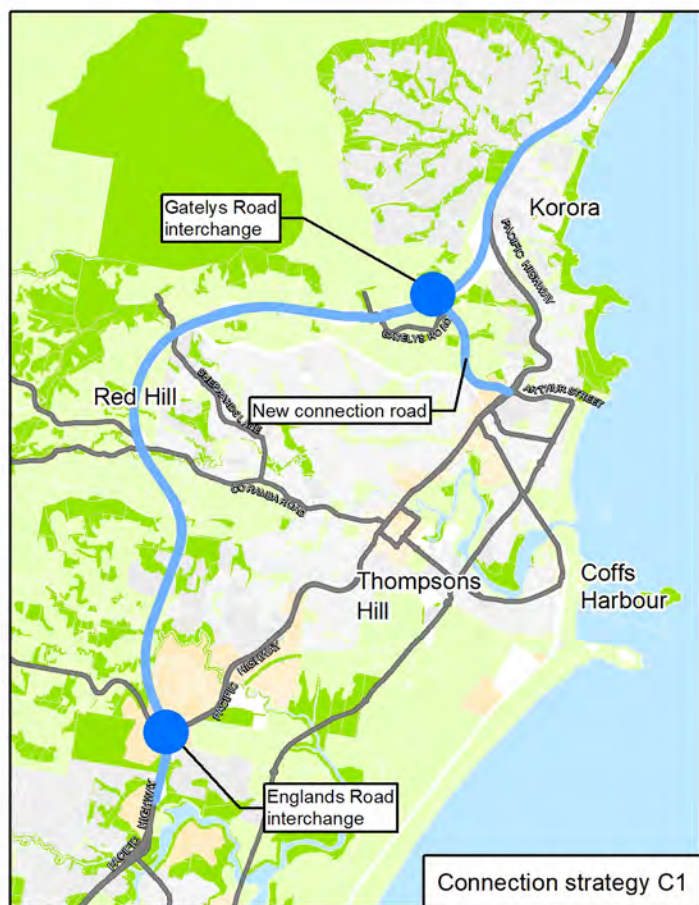 Gatelys Road
interchange
Korora
PACIFIC HIGHWAY
GATELYS ROAD
SHEPHARDS LANE
Red Hill
New connection road
ARTHUR STREET
CORAMBA ROAD
Thompsons
Hill
Coffs
Harbour
PACIFIC HIGHWAY
Englands Road
interchange
PACIFIC HIGHWAY
Connection strategy C1